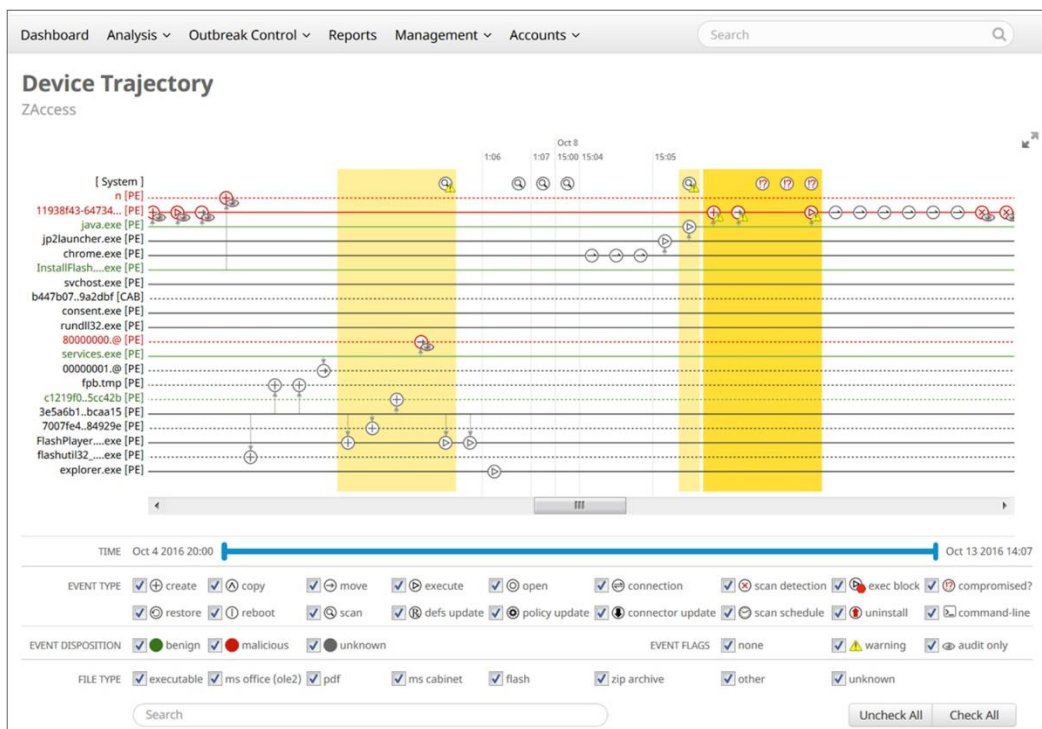 Dashboard Analysis Outbreak Control Reports Management Accounts Search
Device Trajectory
ZAccess
Oct 8
1:06 1:07 15:00 15:04 15:05
[ System ]
n [PE]
11938f43-64734... [PE]
java.exe [PE]
jp2launcher.exe [PE]
chrome.exe [PE]
InstallFlash....exe [PE]
svchost.exe [PE]
b447b07..9a2dbf [CAB]
consent.exe [PE]
rundll32.exe [PE]
80000000.@ [PE]
services.exe [PE]
00000001.@ [PE]
fpb.tmp [PE]
c1219f0..5cc42b [PE]
3e5a6b1..bcaa15 [PE]
7007fe4..84929e [PE]
FlashPlayer....exe [PE]
flashutil32_....exe [PE]
explorer.exe [PE]
TIME Oct 4 2016 20:00 Oct 13 2016 14:07
EVENT TYPE create copy move execute open connection scan detection exec block compromised?
restore reboot scan defs update policy update connector update scan schedule uninstall command-line
EVENT DISPOSITION benign malicious unknown EVENT FLAGS none warning audit only
FILE TYPE executable ms office (ole2) pdf ms cabinet flash zip archive other unknown
Search Uncheck All Check All